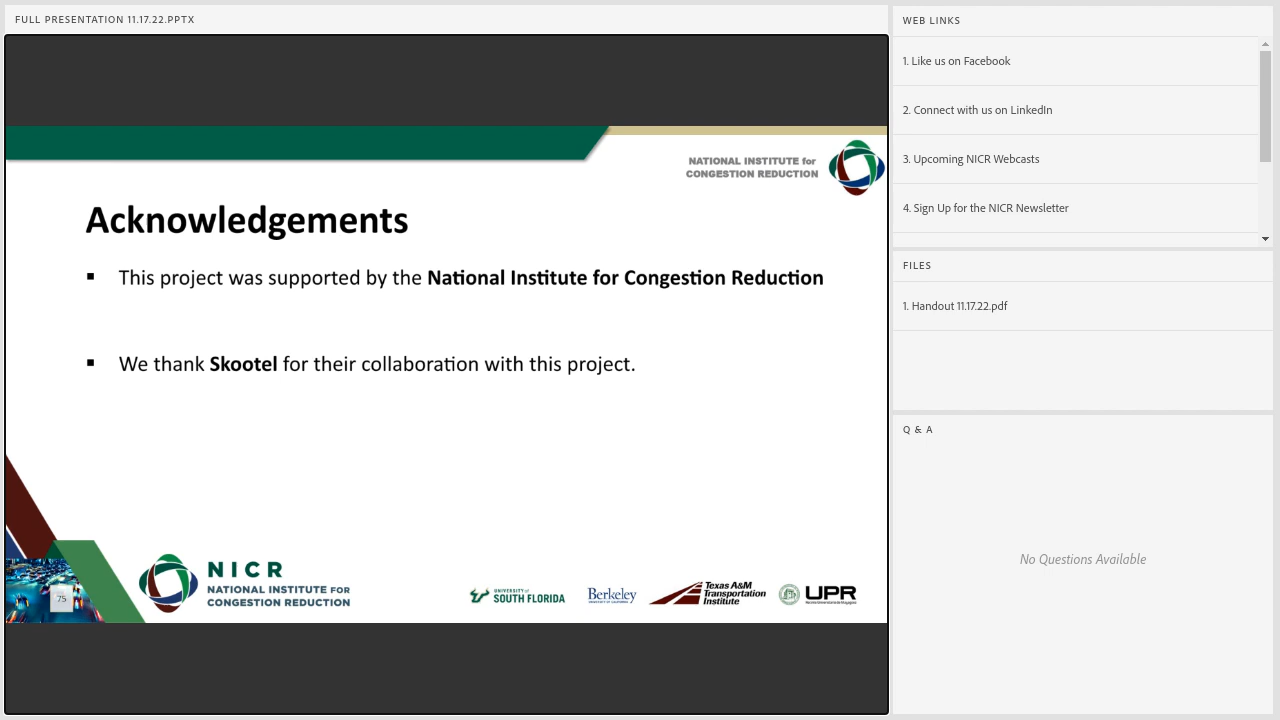 FULL PRESENTATION 11.17.22.PPTX
NATIONAL INSTITUTE for
CONGESTION REDUCTION
Acknowledgements
▪ This project was supported by the National Institute for Congestion Reduction
▪ We thank Skootel for their collaboration with this project.
75
NICR
NATIONAL INSTITUTE FOR
CONGESTION REDUCTION
UNIVERSITY of
SOUTH FLORIDA
Berkeley
UNIVERSITY OF CALIFORNIA
Texas A&M
Transportation
Institute
UPR
WEB LINKS
1. Like us on Facebook
2. Connect with us on LinkedIn
3. Upcoming NICR Webcasts
4. Sign Up for the NICR Newsletter
FILES
1. Handout 11.17.22.pdf
Q & A
No Questions Available